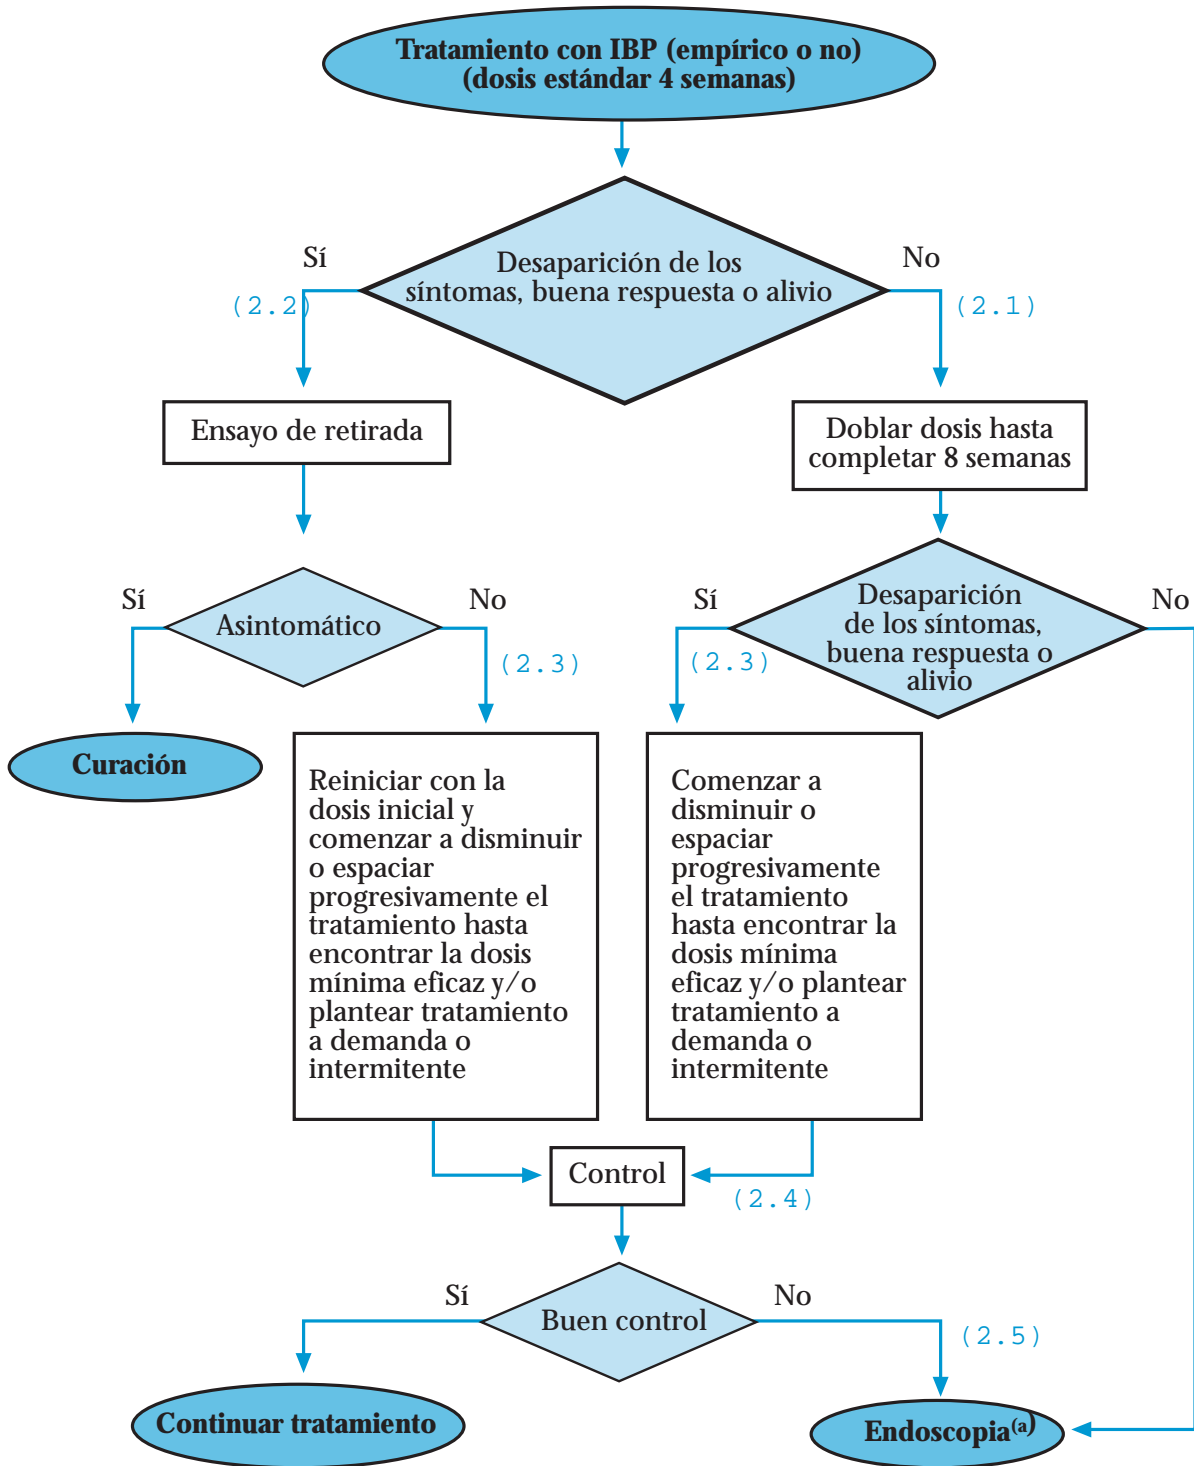 Tratamiento con IBP (empírico o no)
(dosis estándar 4 semanas)
Sí
No
Desaparición de los
síntomas, buena respuesta o alivio
(2.2)
(2.1)
Ensayo de retirada
Doblar dosis hasta
completar 8 semanas
Sí
No
Asintomático
(2.3)
Sí
No
Desaparición
de los síntomas,
buena respuesta o
alivio
(2.3)
Curación
Reiniciar con la
dosis inicial y
comenzar a disminuir
o espaciar
progresivamente el
tratamiento hasta
encontrar la dosis
mínima eficaz y/o
plantear tratamiento
a demanda o
intermitente
Comenzar a
disminuir o
espaciar
progresivamente
el tratamiento
hasta encontrar la
dosis mínima
eficaz y/o plantear
tratamiento a
demanda o
intermitente
Control
(2.4)
Sí
No
Buen control
(2.5)
Continuar tratamiento
Endoscopia(a)